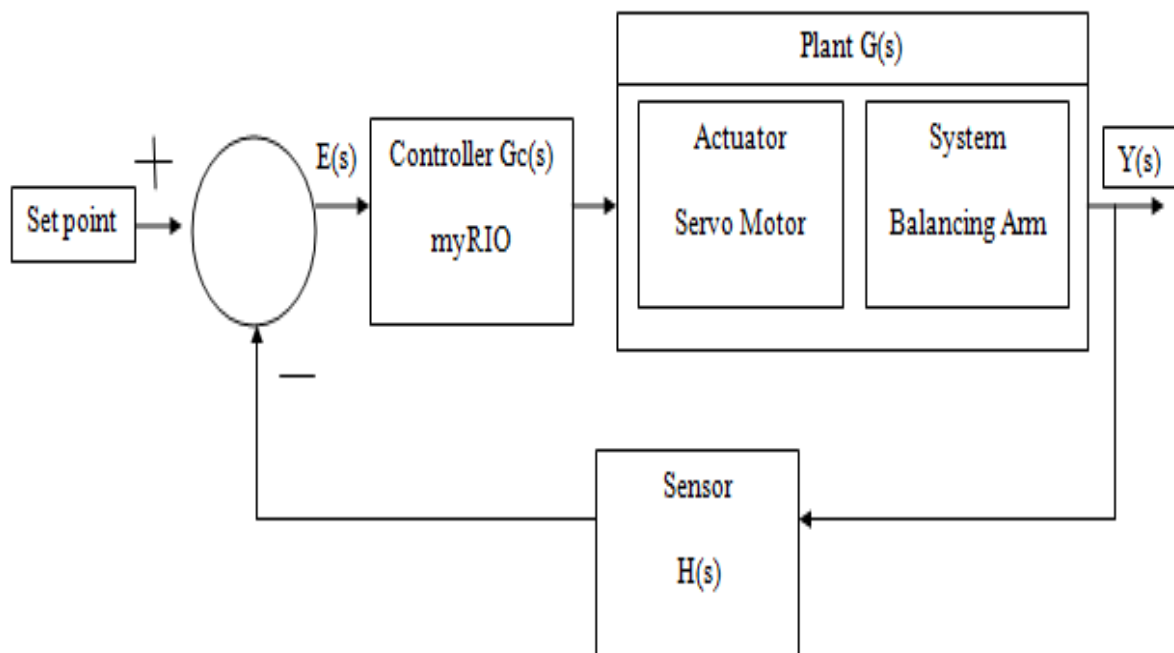 Plant G(s)
Actuator
Servo Motor
System
Balancing Arm
Y(s)
+
E(s)
Controller Gc(s)
myRIO
Set point
—
Sensor
H(s)